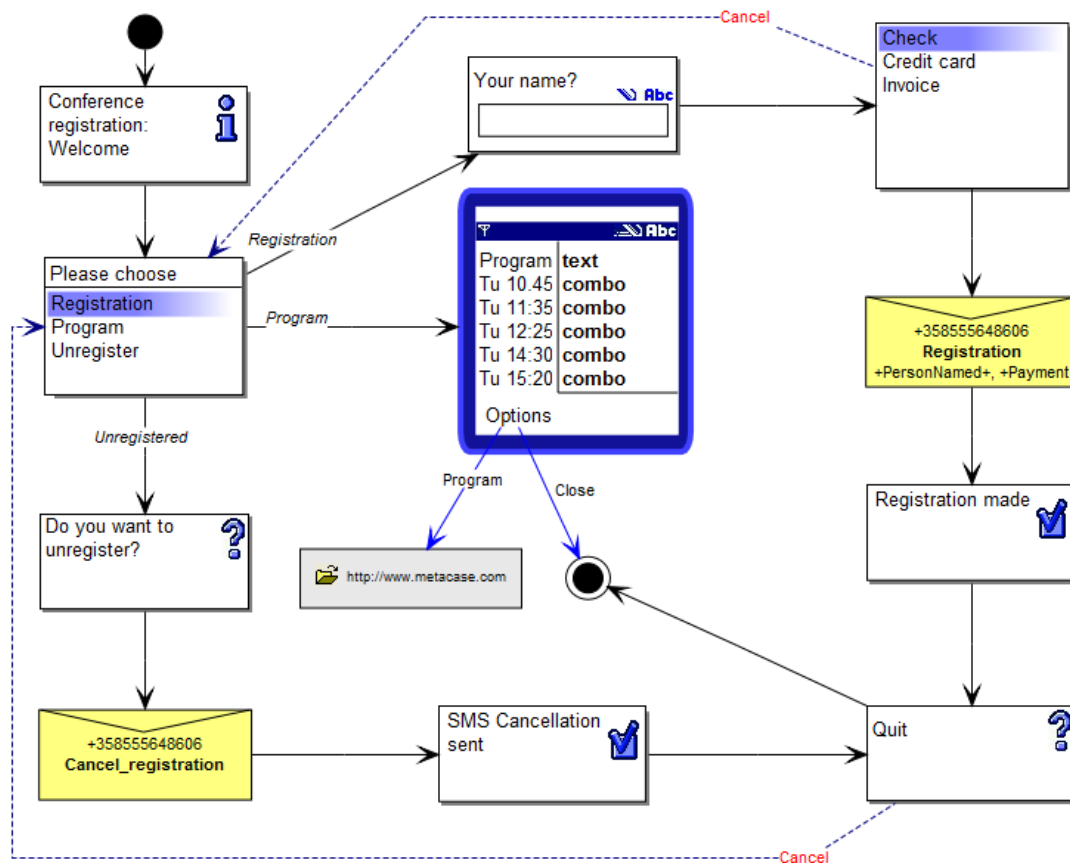 Cancel
Check
Credit card
Invoice
Your name?
Abc
Conference
registration:
Welcome
Registration
Abc
Please choose
Registration
Program
Unregister
Program
Program text
Tu 10.45 combo
Tu 11:35 combo
Tu 12:25 combo
Tu 14:30 combo
Tu 15:20 combo
Options
+358555648606
Registration
+PersonNamed+, +Payment
Unregistered
Program
Close
Do you want to
unregister?
Registration made
http://www.metacase.com
+358555648606
Cancel_registration
SMS Cancellation
sent
Quit
Cancel